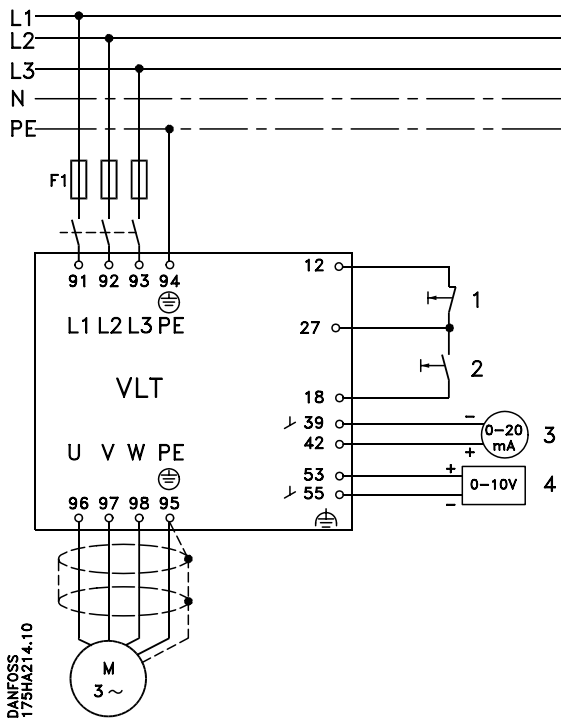 L1
L2
L3
N
PE
F1
91 92 93 94
L1 L2 L3 PE
VLT
U V W PE
96 97 98 95
12
27
18
39
42
53
55
1
2
−
0−20
mA
+
3
+
0−10V
−
4
M
3 ~
DANFOSS
175HA214.10